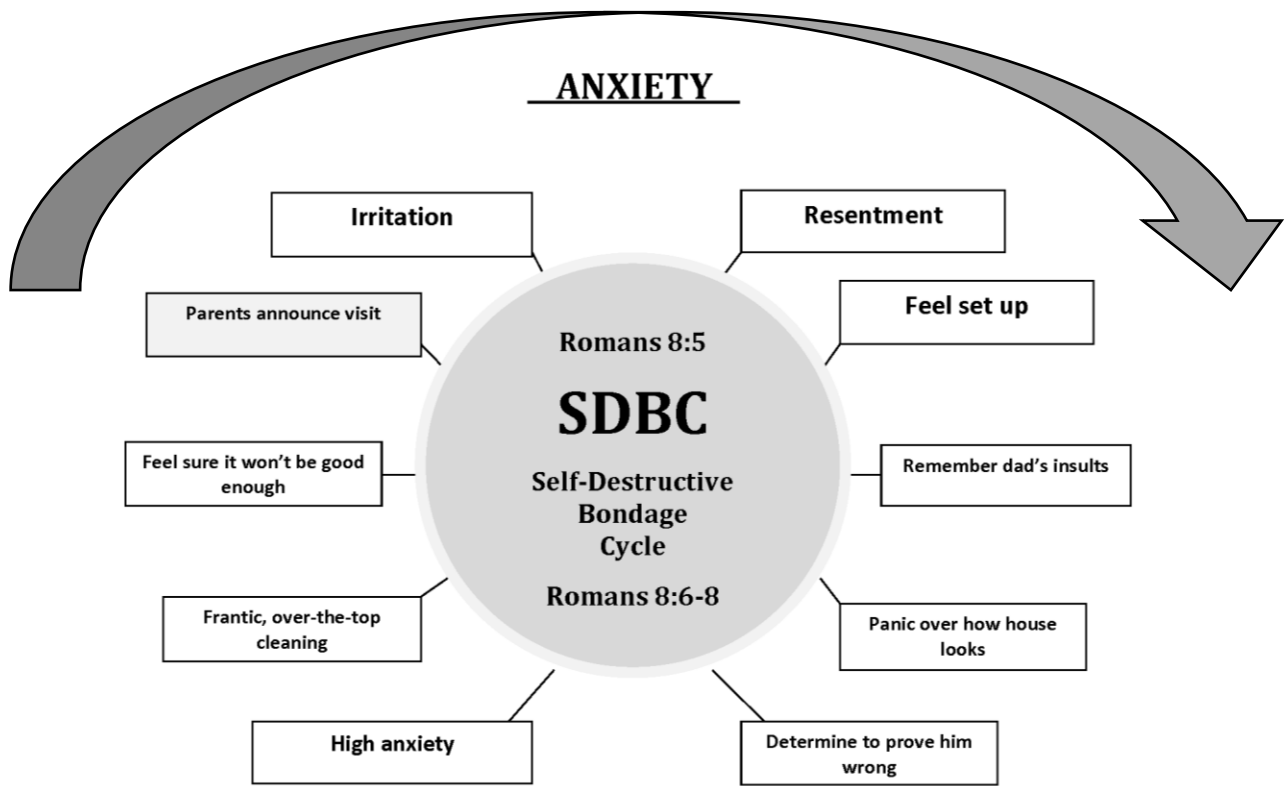 ANXIETY
Irritation
Resentment
Parents announce visit
Feel set up
Romans 8:5
SDBC
Self-Destructive
Bondage
Cycle
Romans 8:6-8
Feel sure it won’t be good
enough
Remember dad’s insults
Frantic, over-the-top
cleaning
Panic over how house
looks
High anxiety
Determine to prove him
wrong